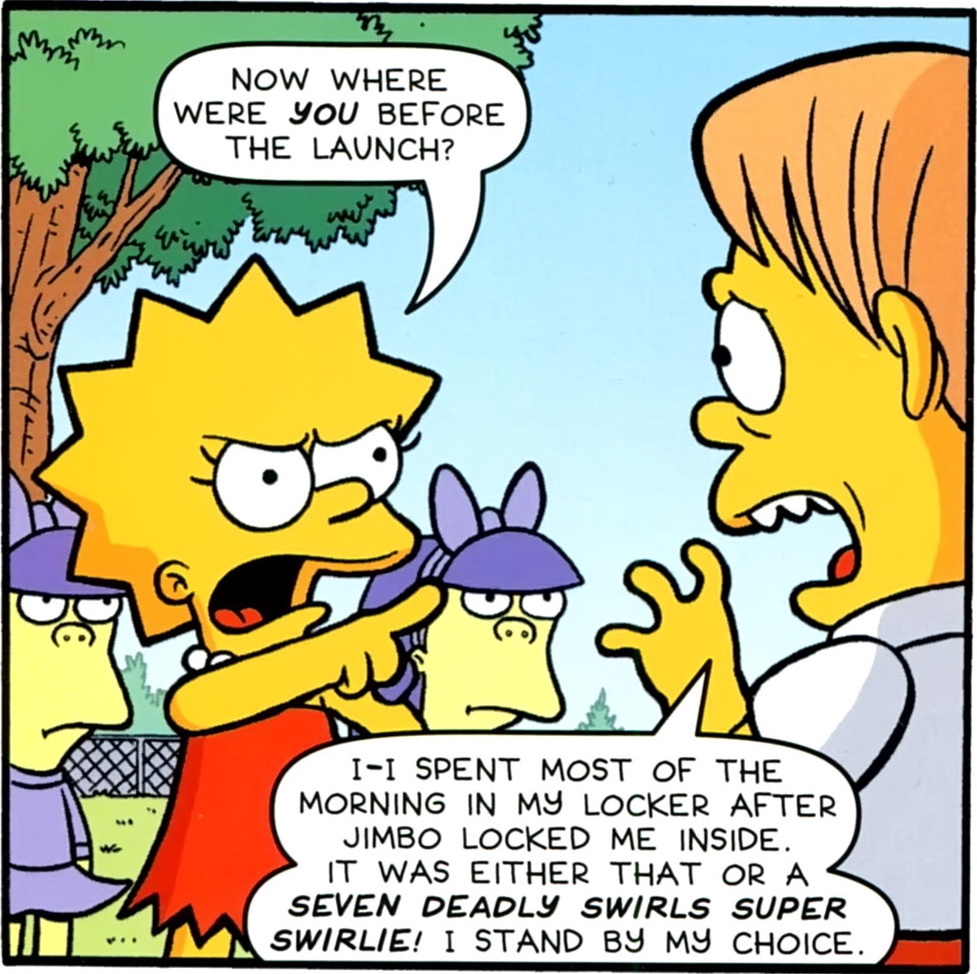 NOW WHERE
WERE YOU BEFORE
THE LAUNCH?
I-I SPENT MOST OF THE
MORNING IN MY LOCKER AFTER
JIMBO LOCKED ME INSIDE.
IT WAS EITHER THAT OR A
SEVEN DEADLY SWIRLS SUPER
SWIRLIE! I STAND BY MY CHOICE.